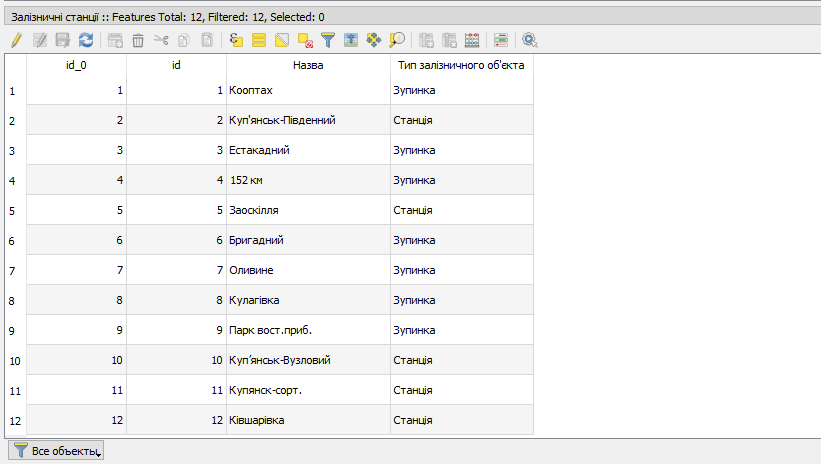 Залізничні станції :: Features Total: 12, Filtered: 12, Selected: 0
id_0 id Назва Тип залізничного об'єкта
1 1 1 Кооптах Зупинка
2 2 2 Куп'янськ-Південний Станція
3 3 3 Естакадний Зупинка
4 4 4 152 км Зупинка
5 5 5 Заоскілля Станція
6 6 6 Бригадний Зупинка
7 7 7 Оливине Зупинка
8 8 8 Кулагівка Зупинка
9 9 9 Парк вост.приб. Зупинка
10 10 10 Куп’янськ-Вузловий Станція
11 11 11 Купянск-сорт. Станція
12 12 12 Ківшарівка Станція
Все объекты